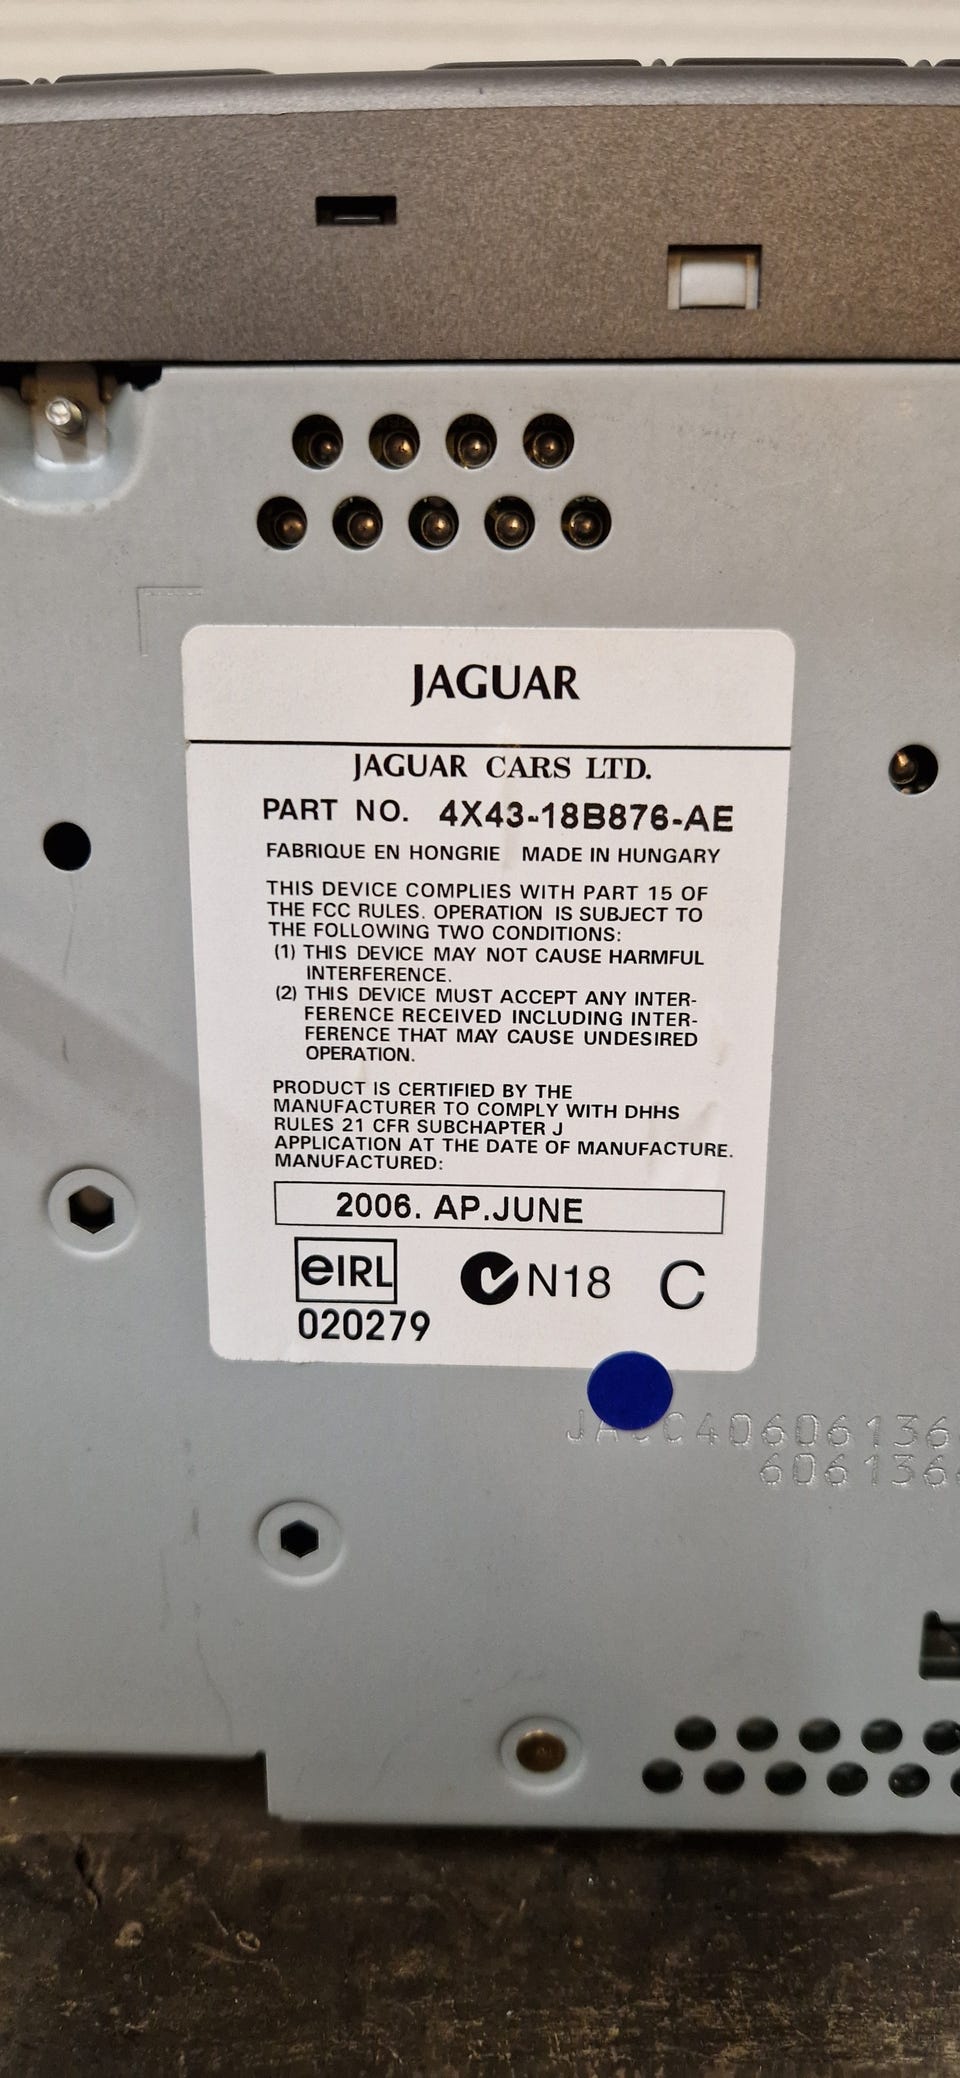 JAGUAR
JAGUAR CARS LTD.
PART NO. 4X43-18B876-AE
FABRIQUE EN HONGRIE MADE IN HUNGARY
THIS DEVICE COMPLIES WITH PART 15 OF
THE FCC RULES. OPERATION IS SUBJECT TO
THE FOLLOWING TWO CONDITIONS:
(1) THIS DEVICE MAY NOT CAUSE HARMFUL
INTERFERENCE.
(2) THIS DEVICE MUST ACCEPT ANY INTER-
FERENCE RECEIVED INCLUDING INTER-
FERENCE THAT MAY CAUSE UNDESIRED
OPERATION.
PRODUCT IS CERTIFIED BY THE
MANUFACTURER TO COMPLY WITH DHHS
RULES 21 CFR SUBCHAPTER J
APPLICATION AT THE DATE OF MANUFACTURE.
MANUFACTURED:
2006. AP.JUNE
eIRL
020279
N18
C